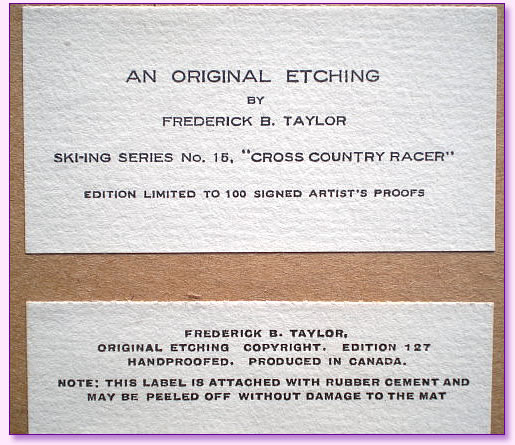 AN ORIGINAL ETCHING
BY
FREDERICK B. TAYLOR
SKI-ING SERIES No. 15, "CROSS COUNTRY RACER"
EDITION LIMITED TO 100 SIGNED ARTIST'S PROOFS
FREDERICK B. TAYLOR,
ORIGINAL ETCHING COPYRIGHT. EDITION 127
HANDPROOFED. PRODUCED IN CANADA.
NOTE: THIS LABEL IS ATTACHED WITH RUBBER CEMENT AND
MAY BE PEELED OFF WITHOUT DAMAGE TO THE MAT